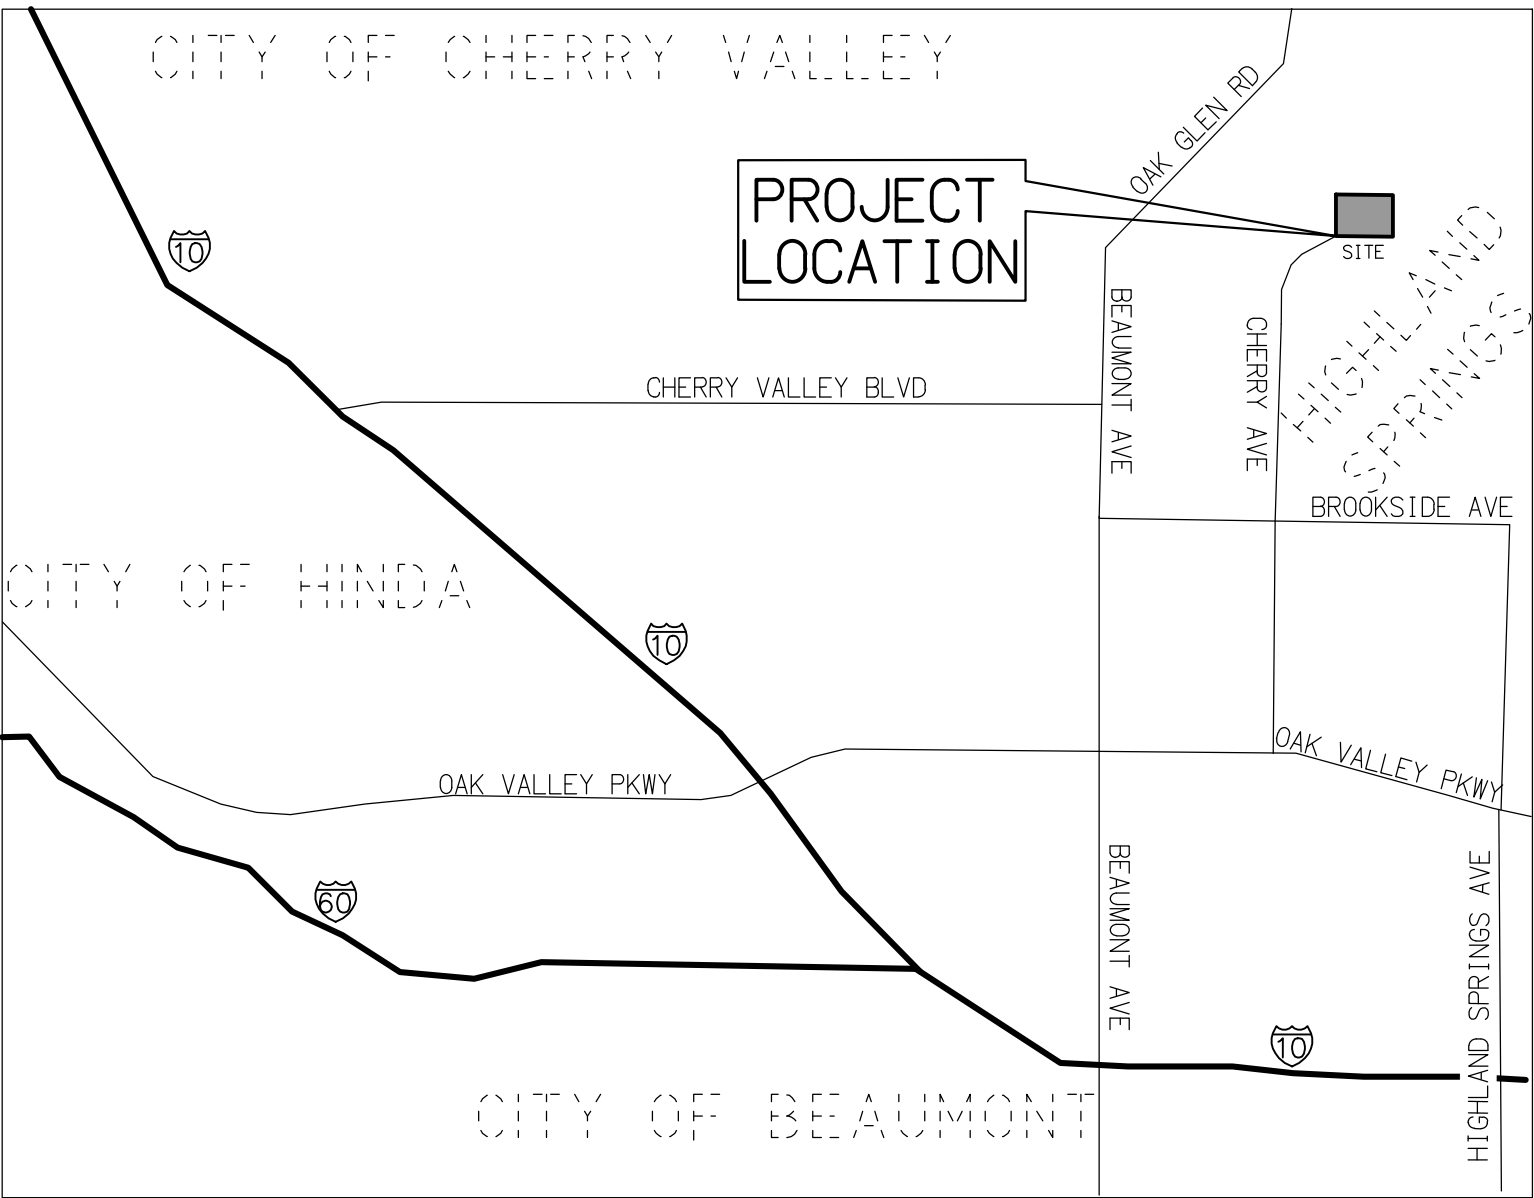 CITY OF CHERRY VALLEY
OAK GLEN RD
PROJECT
LOCATION
SITE
10
HIGHLAND
SPRINGS
BEAUMONT AVE
CHERRY AVE
CHERRY VALLEY BLVD
BROOKSIDE AVE
CITY OF HINDA
10
OAK VALLEY PKWY
OAK VALLEY PKWY
60
BEAUMONT AVE
HIGHLAND SPRINGS AVE
10
CITY OF BEAUMONT